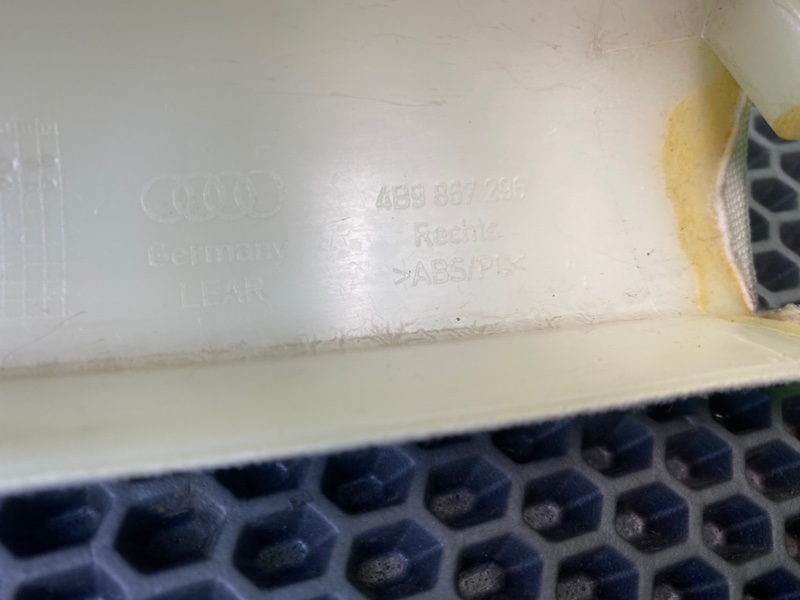 Germany
LEAR
4B9 867 296
Rechts
>ABS/PC<